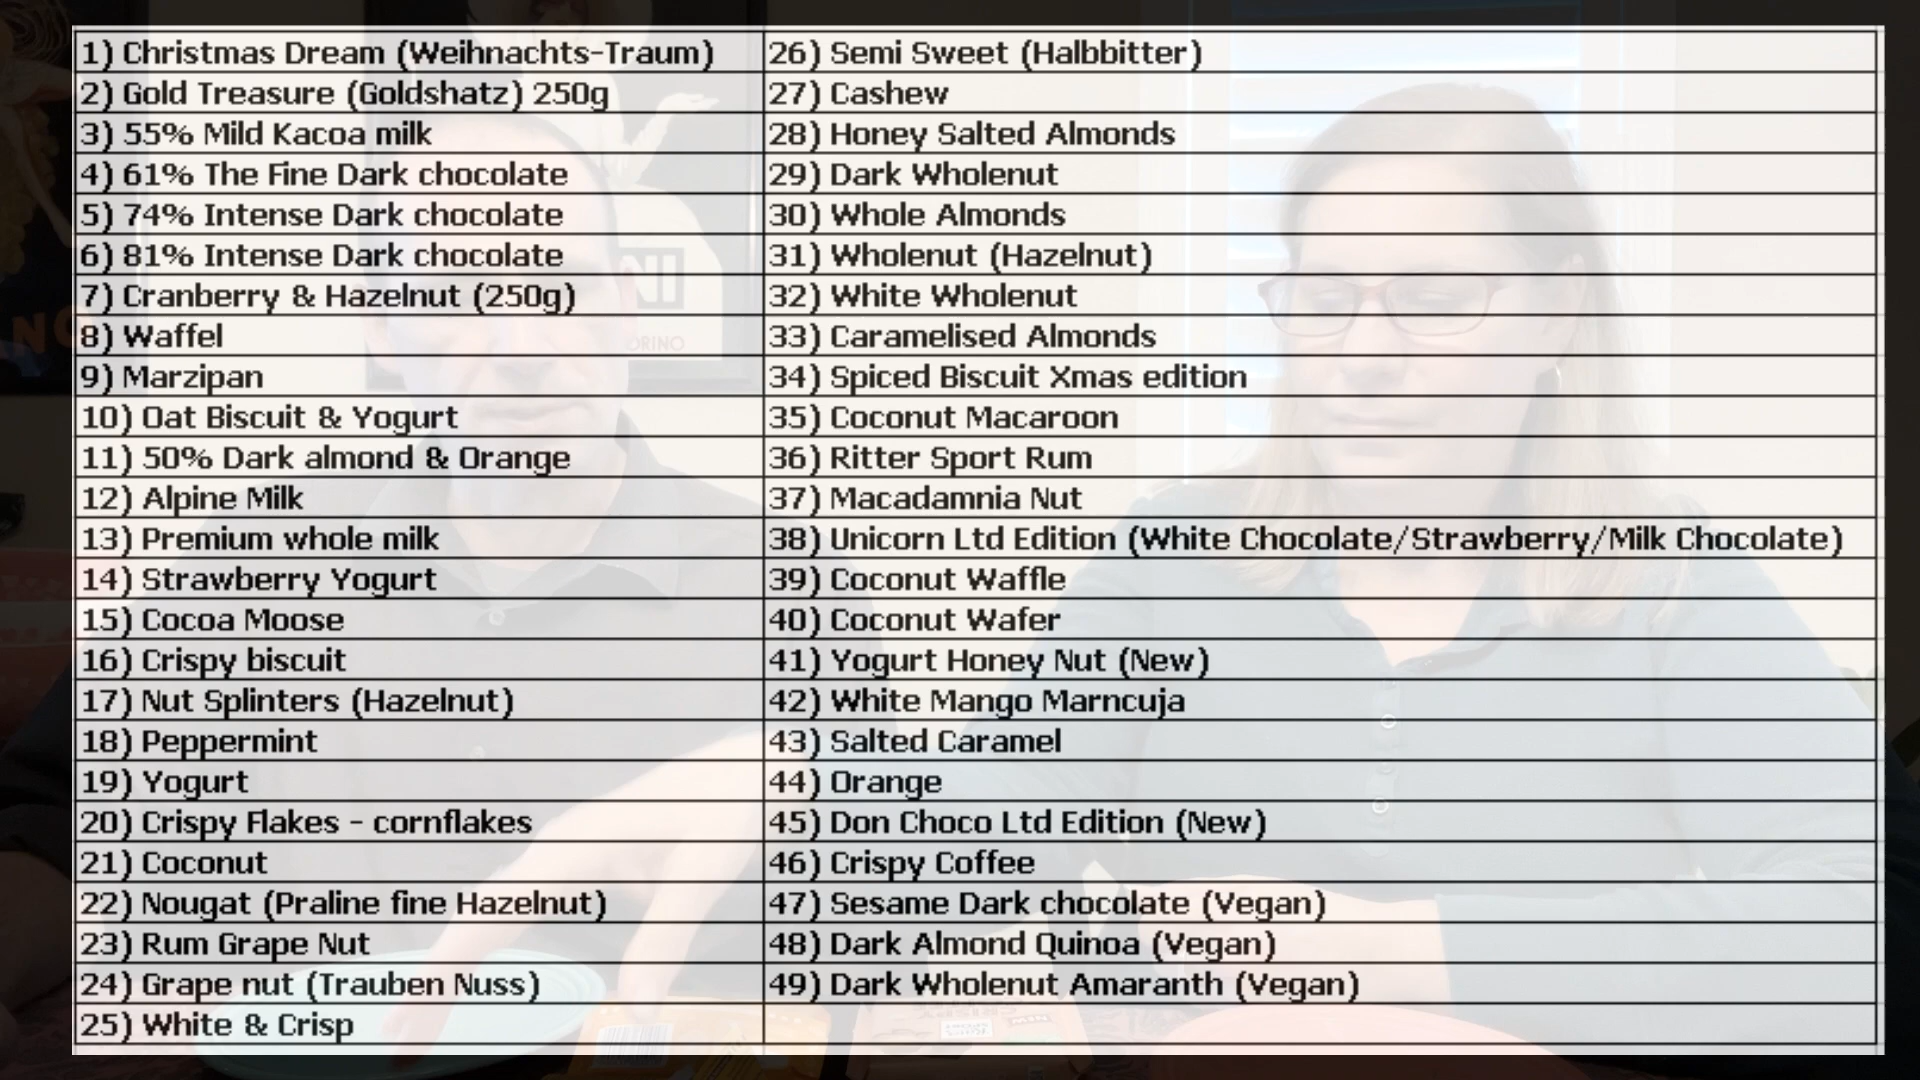 1) Christmas Dream (Weihnachts-Traum)
2) Gold Treasure (Goldshatz) 250g
3) 55% Mild Kacoa milk
4) 61% The Fine Dark chocolate
5) 74% Intense Dark chocolate
6) 81% Intense Dark chocolate
7) Cranberry & Hazelnut (250g)
8) Waffel
9) Marzipan
10) Oat Biscuit & Yogurt
11) 50% Dark almond & Orange
12) Alpine Milk
13) Premium whole milk
14) Strawberry Yogurt
15) Cocoa Moose
16) Crispy biscuit
17) Nut Splinters (Hazelnut)
18) Peppermint
19) Yogurt
20) Crispy Flakes - cornflakes
21) Coconut
22) Nougat (Praline fine Hazelnut)
23) Rum Grape Nut
24) Grape nut (Trauben Nuss)
25) White & Crisp
26) Semi Sweet (Halbbitter)
27) Cashew
28) Honey Salted Almonds
29) Dark Wholenut
30) Whole Almonds
31) Wholenut (Hazelnut)
32) White Wholenut
33) Caramelised Almonds
34) Spiced Biscuit Xmas edition
35) Coconut Macaroon
36) Ritter Sport Rum
37) Macadamnia Nut
38) Unicorn Ltd Edition (White Chocolate/Strawberry/Milk Chocolate)
39) Coconut Waffle
40) Coconut Wafer
41) Yogurt Honey Nut (New)
42) White Mango Marncuja
43) Salted Caramel
44) Orange
45) Don Choco Ltd Edition (New)
46) Crispy Coffee
47) Sesame Dark chocolate (Vegan)
48) Dark Almond Quinoa (Vegan)
49) Dark Wholenut Amaranth (Vegan)